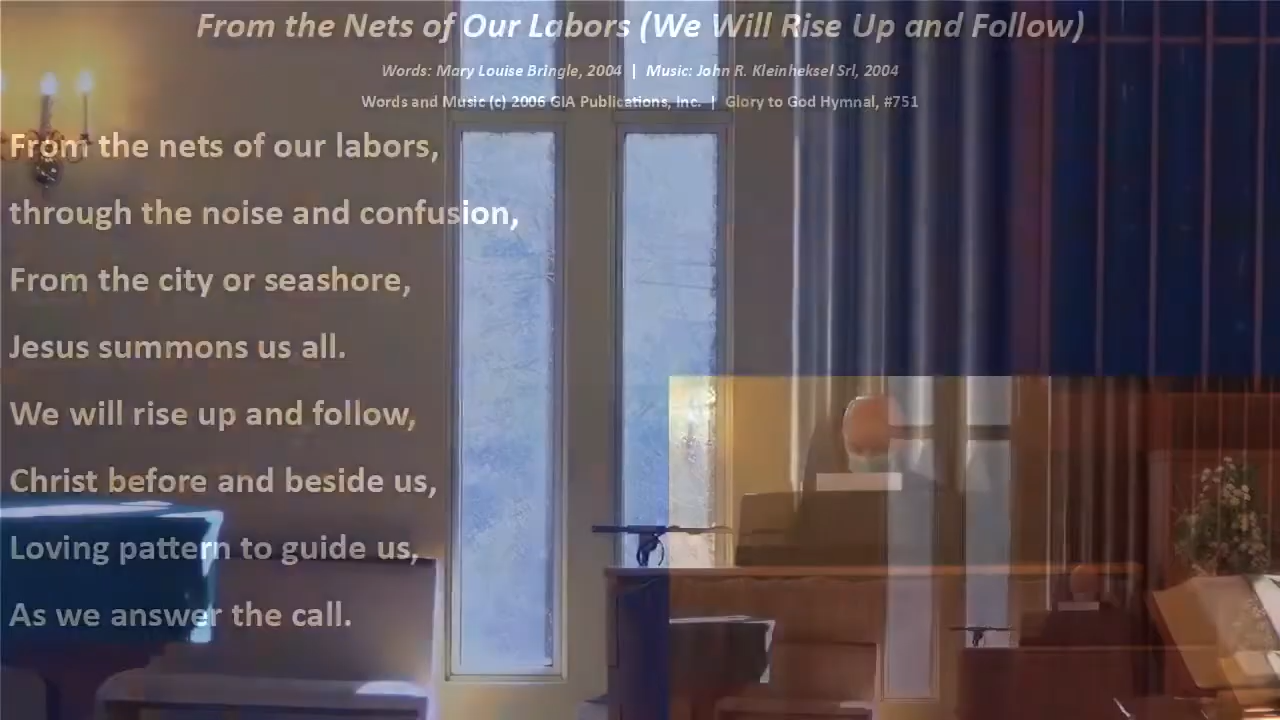 From the Nets of Our Labors (We Will Rise Up and Follow)
Words: Mary Louise Bringle, 2004 | Music: John R. Kleinheksel Srl, 2004
Words and Music (c) 2006 GIA Publications, Inc. | Glory to God Hymnal, #751
From the nets of our labors,
through the noise and confusion,
From the city or seashore,
Jesus summons us all.
We will rise up and follow,
Christ before and beside us,
Loving pattern to guide us,
As we answer the call.